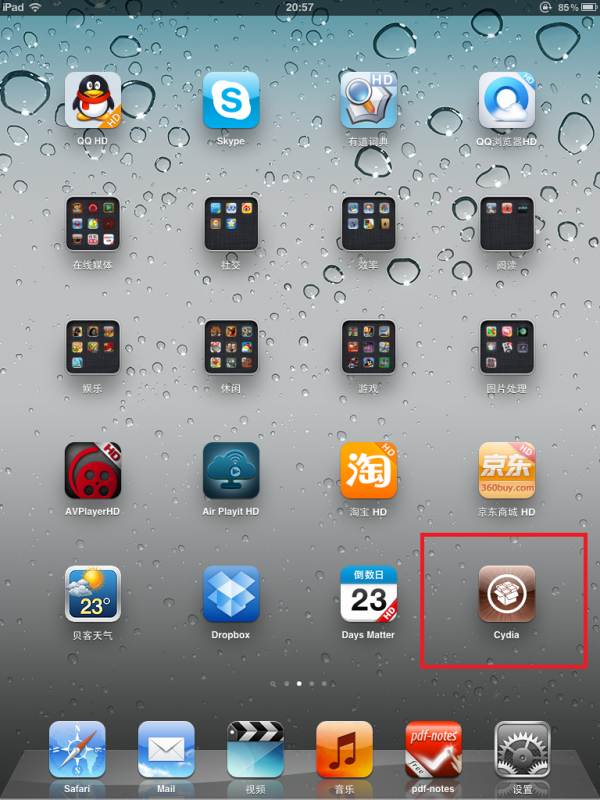 iPad 20:57 85%
HD HD HD
QQ HD Skype 有道词典 QQ浏览器HD
在线媒体 社交 效率 阅读
娱乐 休闲 游戏 图片处理
HD 淘 HD 京东 HD
360buy.com
AVPlayerHD Air Playit HD 淘宝 HD 京东商城 HD
倒数日
23° 23 HD
贝客天气 Dropbox Days Matter Cydia
pdf-notes
free
Safari Mail 视频 音乐 pdf-notes 设置